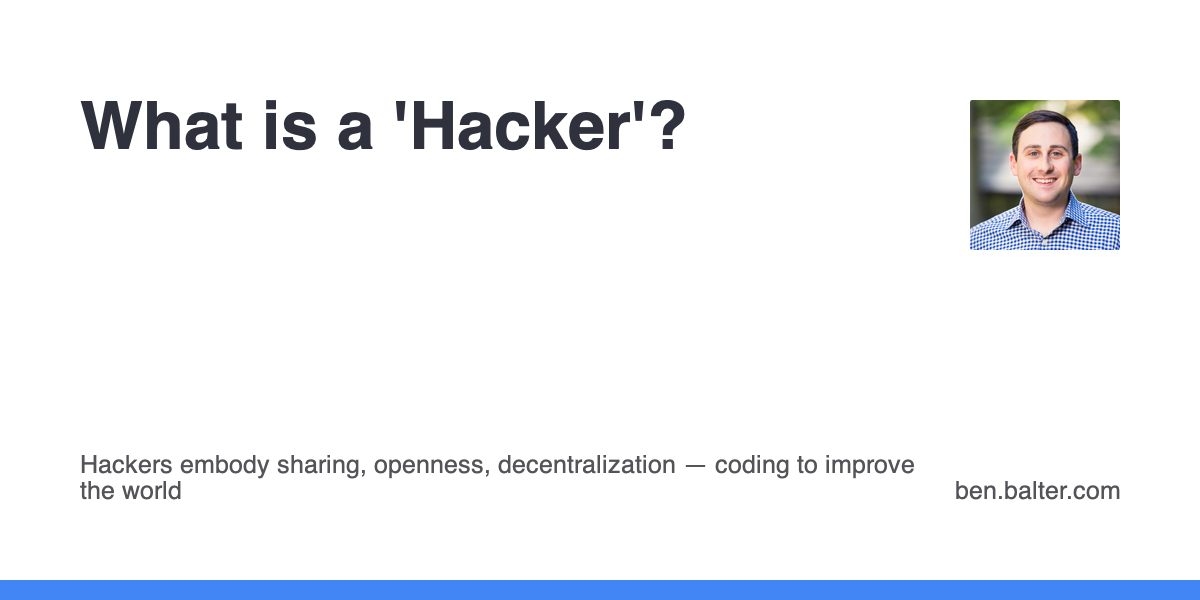 What is a 'Hacker'?
Hackers embody sharing, openness, decentralization — coding to improve
the world
ben.balter.com